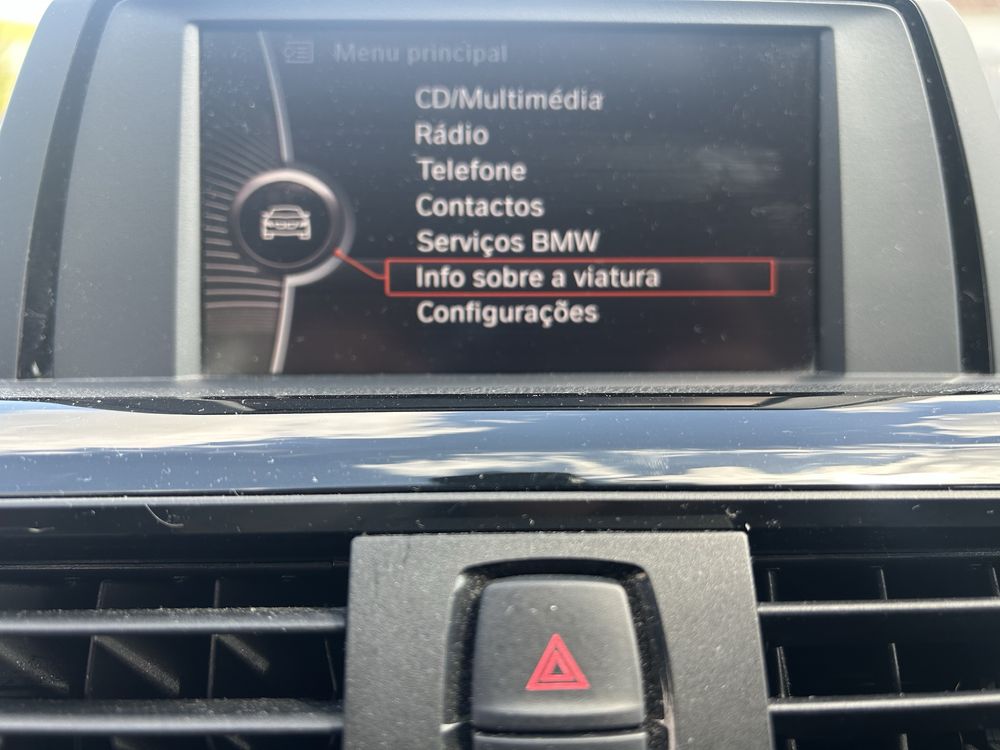 Menu principal
CD/Multimédia
Rádio
Telefone
Contactos
Serviços BMW
Info sobre a viatura
Configurações